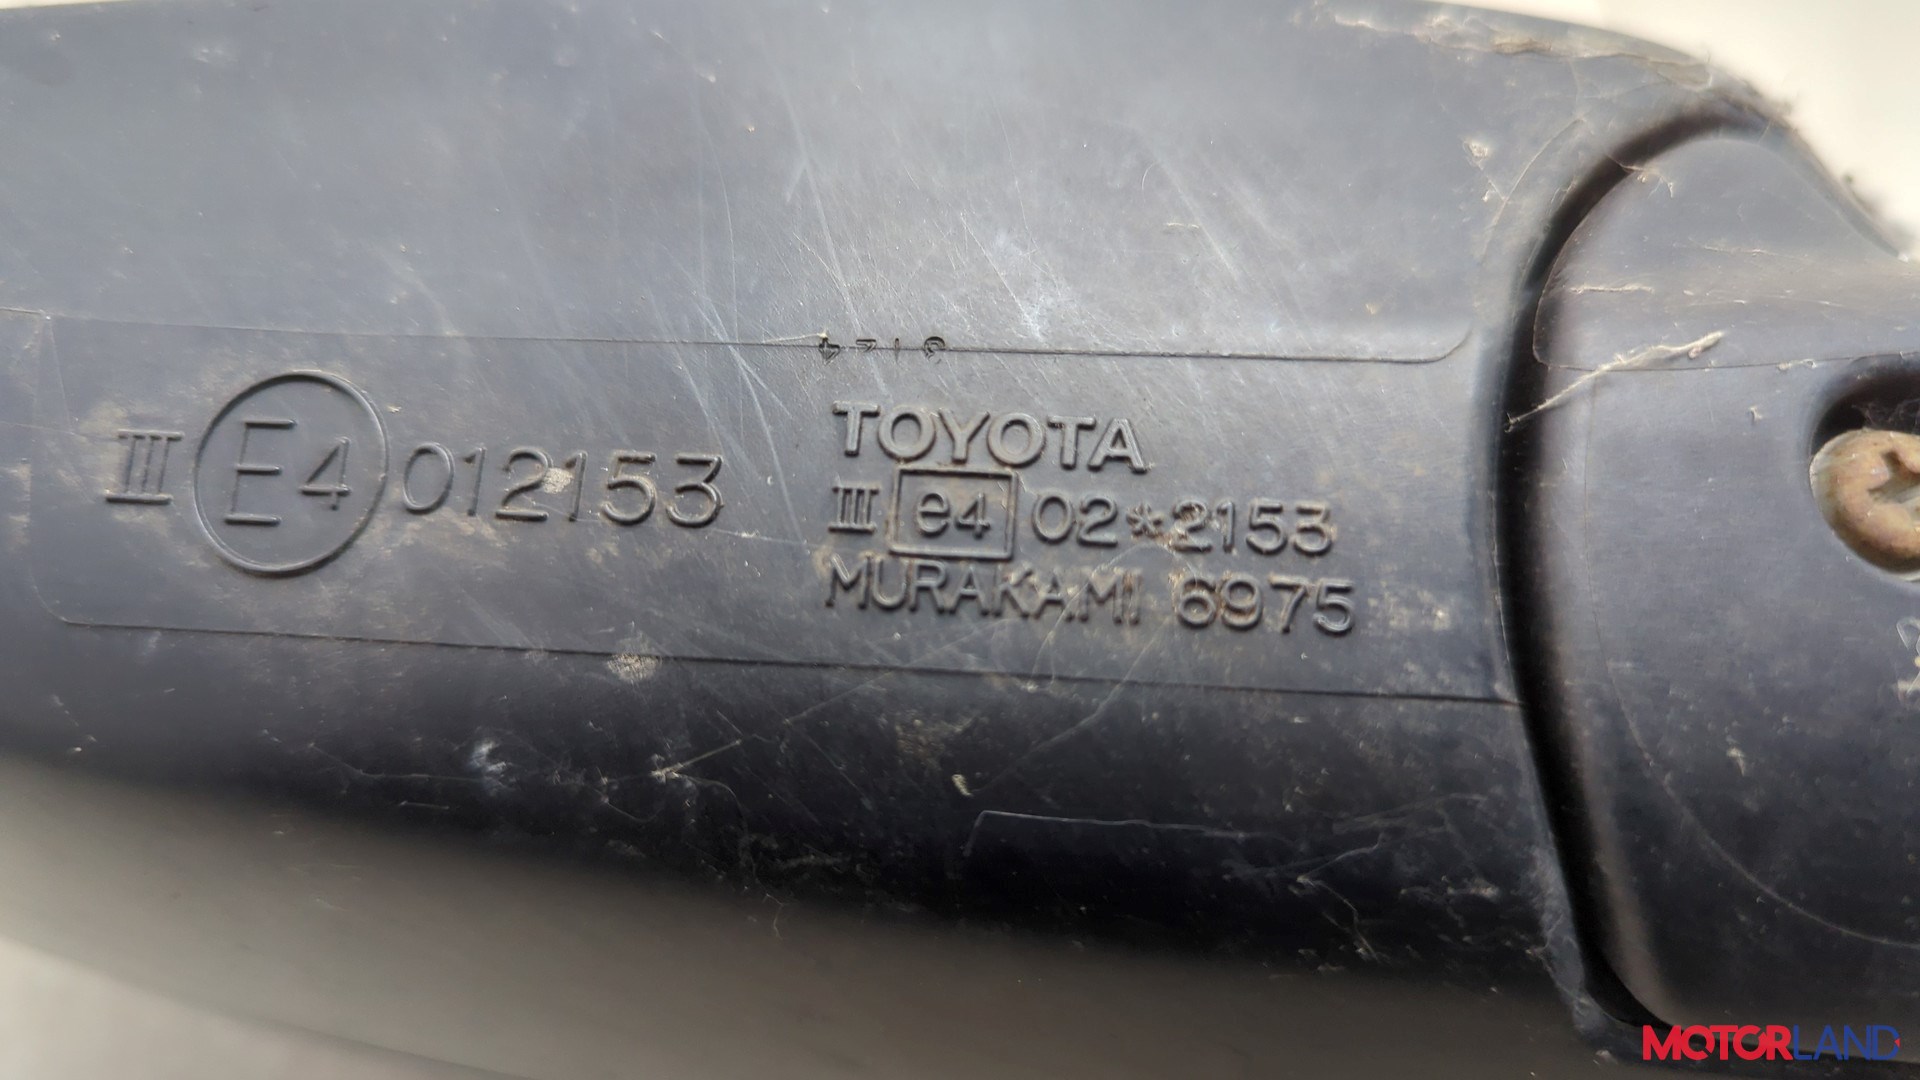 III E4 012153
TOYOTA
III e4 02*2153
MURAKAMI 6975
MOTORLAND